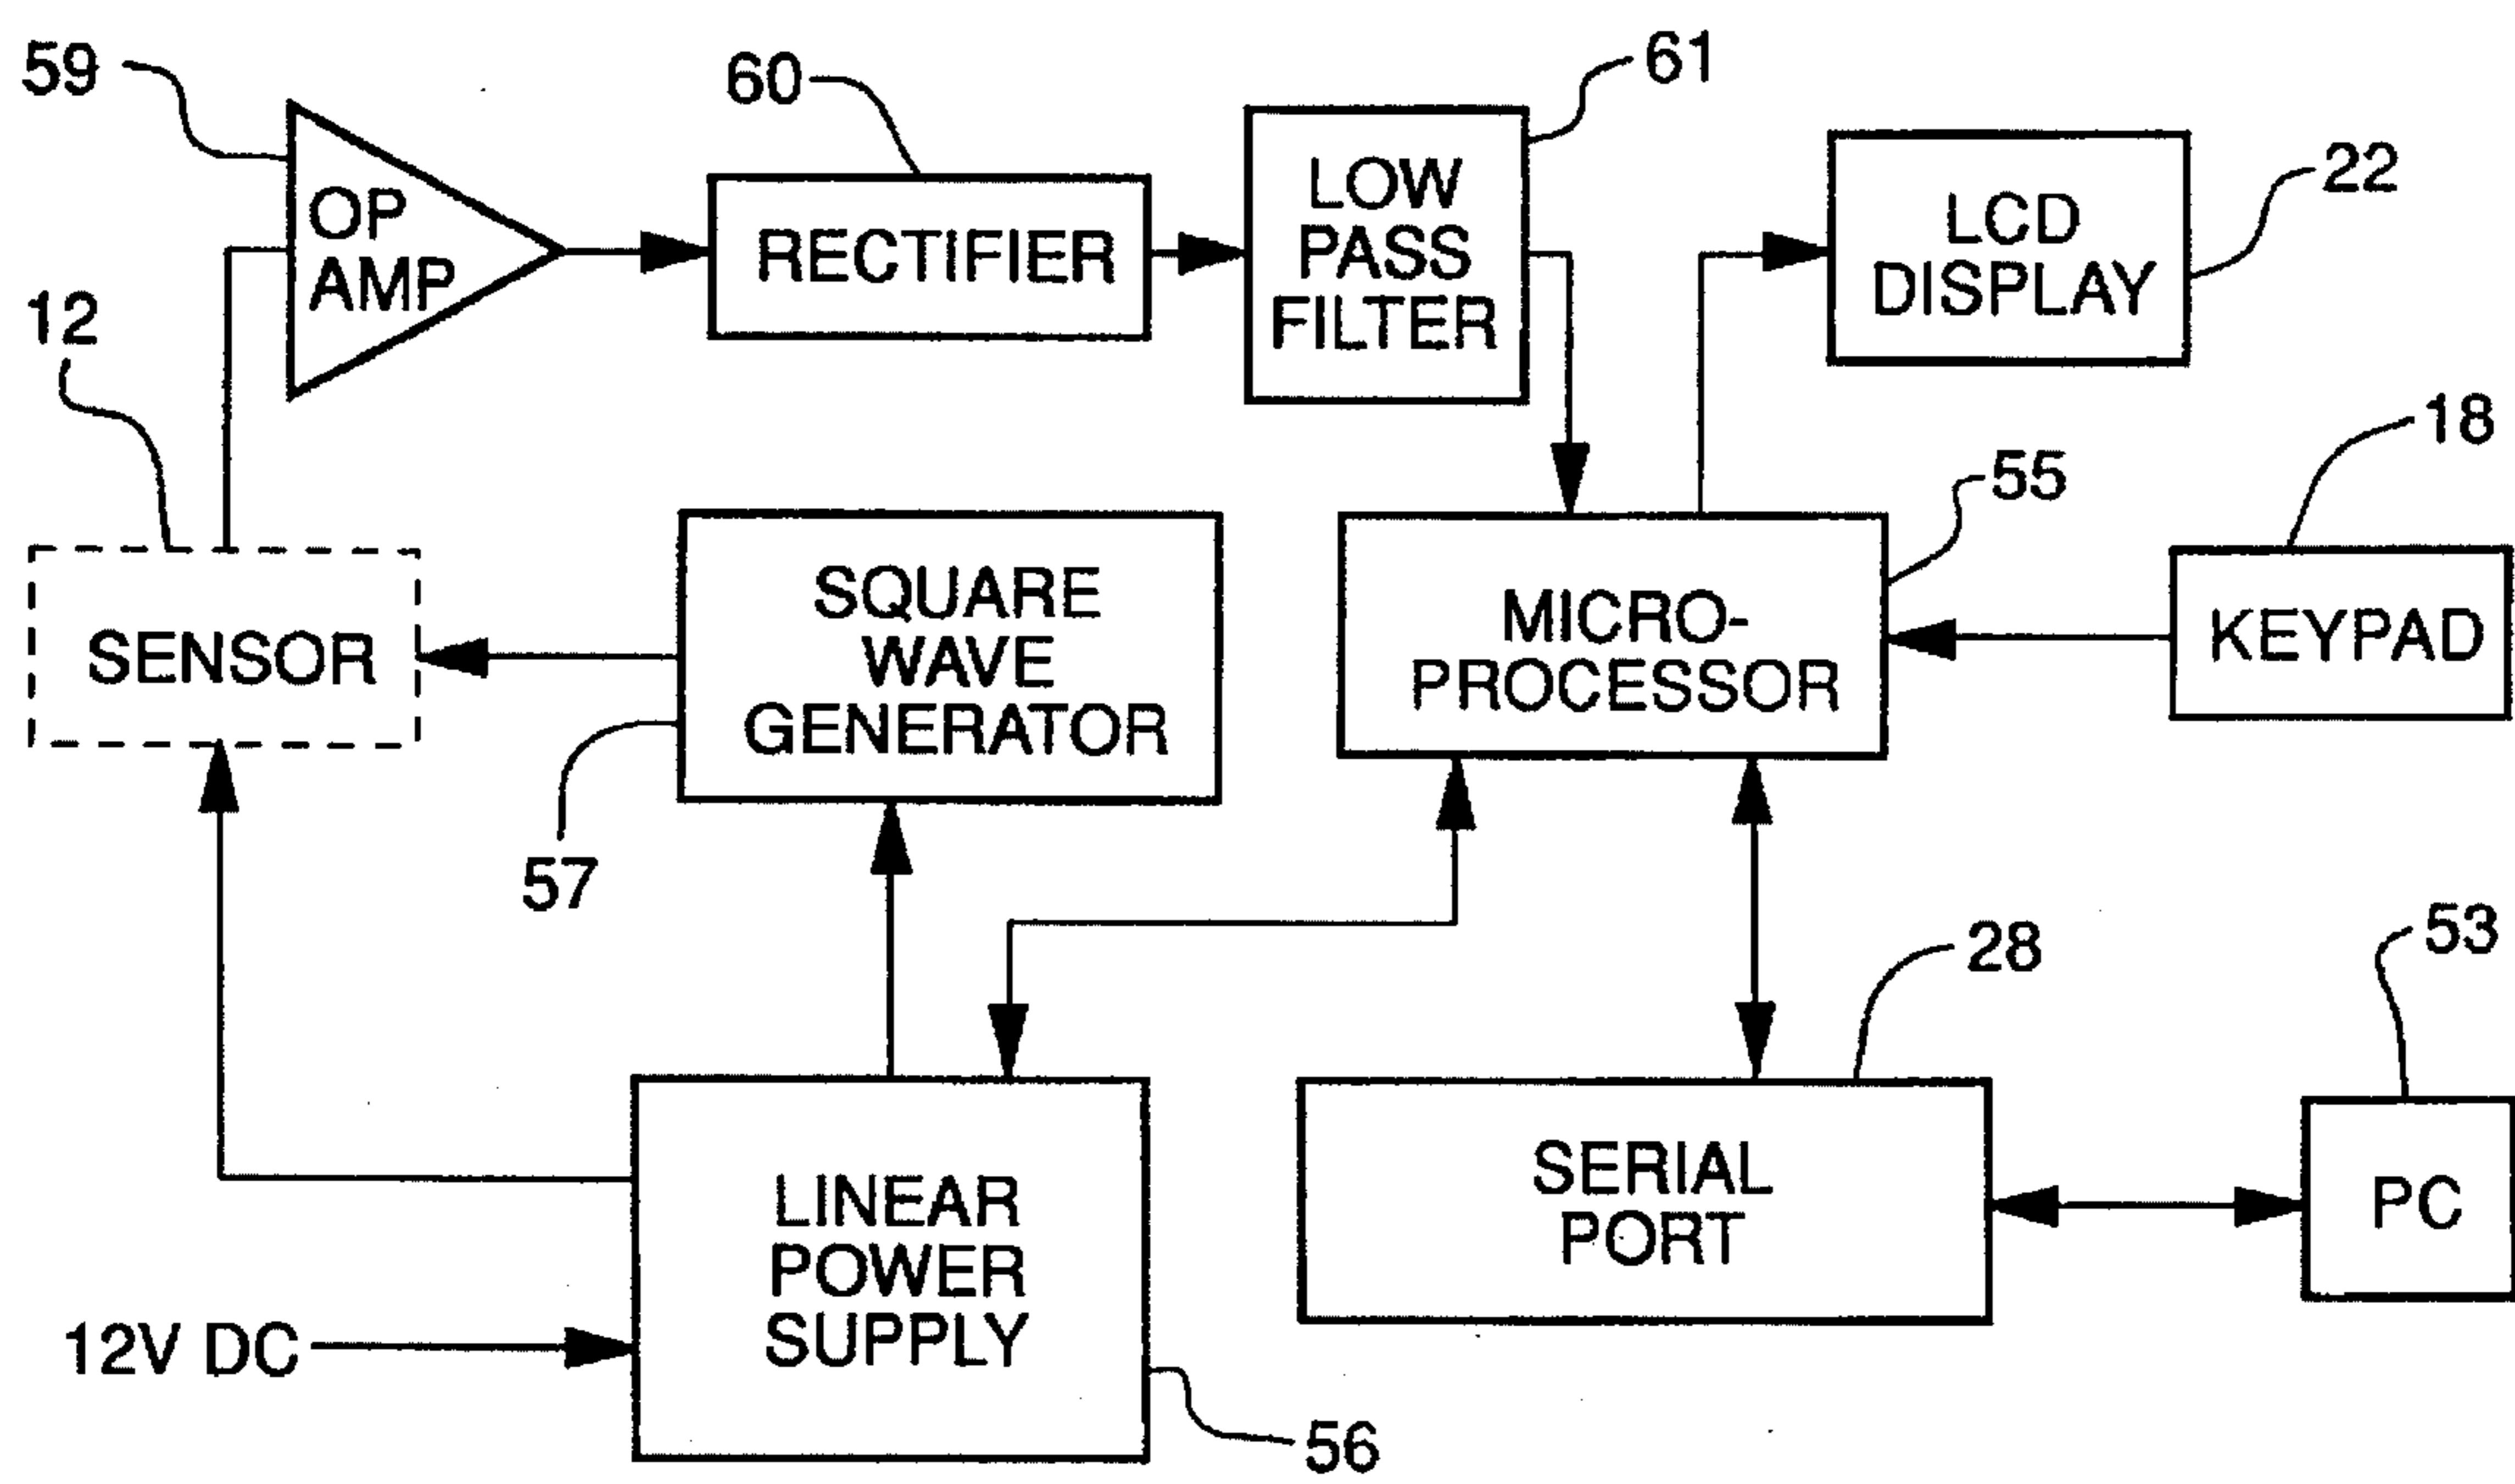 59
60
61
OP
AMP
RECTIFIER
LOW
PASS
FILTER
LCD
DISPLAY
22
12
18
55
SENSOR
SQUARE
WAVE
GENERATOR
MICRO-
PROCESSOR
KEYPAD
57
28
53
LINEAR
POWER
SUPPLY
SERIAL
PORT
PC
12V DC
56